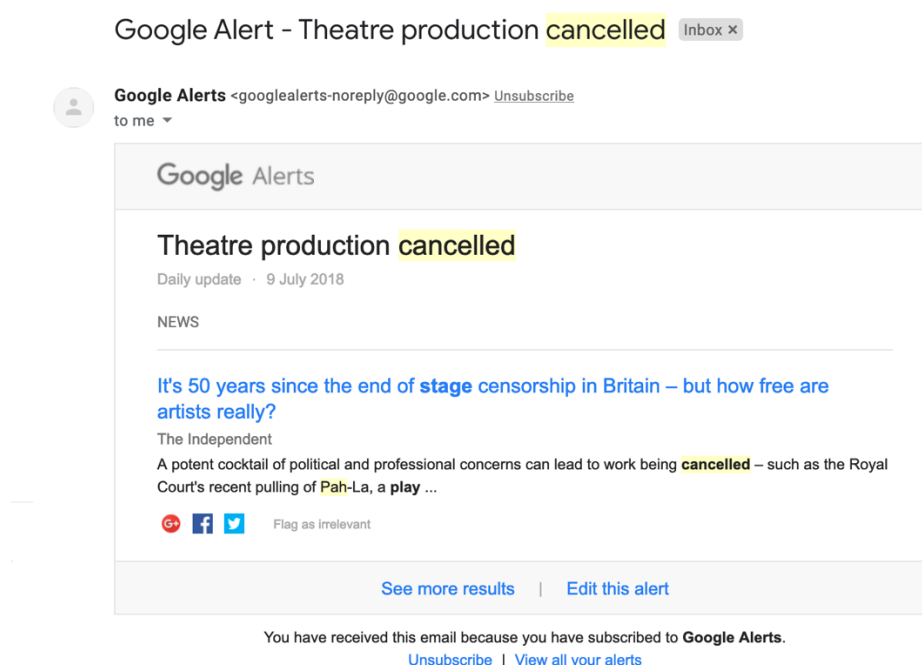 Google Alert - Theatre production cancelled Inbox ×
Google Alerts <googlealerts-noreply@google.com> Unsubscribe
to me
Google Alerts
Theatre production cancelled
Daily update · 9 July 2018
NEWS
It's 50 years since the end of stage censorship in Britain – but how free are
artists really?
The Independent
A potent cocktail of political and professional concerns can lead to work being cancelled – such as the Royal
Court's recent pulling of Pah-La, a play ...
G+ f Flag as irrelevant
See more results | Edit this alert
You have received this email because you have subscribed to Google Alerts.
Unsubscribe | View all your alerts